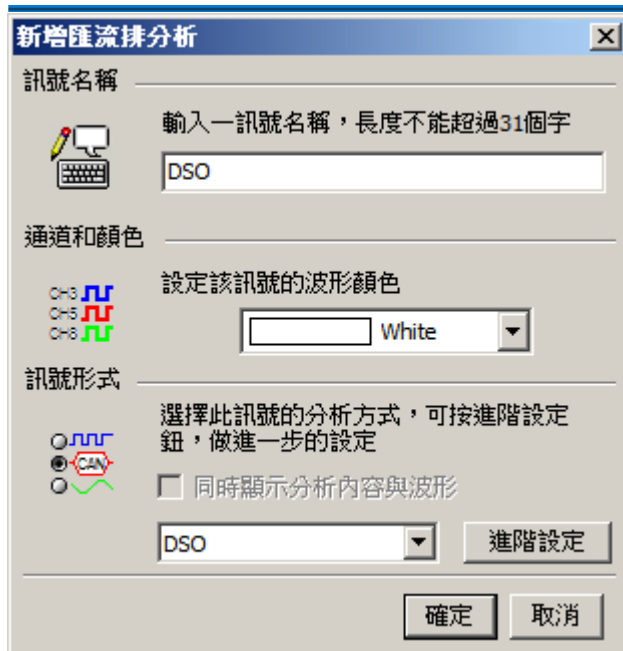 新增匯流排分析
訊號名稱
輸入一訊號名稱，長度不能超過31個字
DSO
通道和顏色
設定該訊號的波形顏色
CH3
CH5
CH8
White
訊號形式
選擇此訊號的分析方式，可按進階設定
鈕，做進一步的設定
CAN
同時顯示分析內容與波形
DSO
進階設定
確定
取消